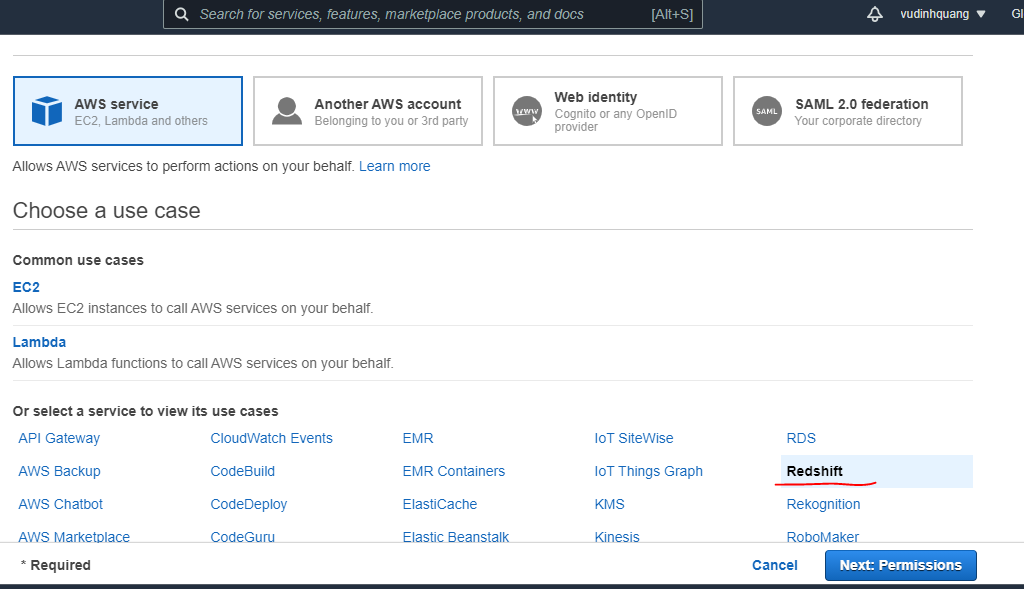 Search for services, features, marketplace products, and docs [Alt+S] vudinhquang ▼ Gl
AWS service
EC2, Lambda and others
Another AWS account
Belonging to you or 3rd party
WWW
Web identity
Cognito or any OpenID
provider
SAML
SAML 2.0 federation
Your corporate directory
Allows AWS services to perform actions on your behalf. Learn more
Choose a use case
Common use cases
EC2
Allows EC2 instances to call AWS services on your behalf.
Lambda
Allows Lambda functions to call AWS services on your behalf.
Or select a service to view its use cases
API Gateway CloudWatch Events EMR IoT SiteWise RDS
AWS Backup CodeBuild EMR Containers IoT Things Graph Redshift
AWS Chatbot CodeDeploy ElastiCache KMS Rekognition
AWS Marketplace CodeGuru Elastic Beanstalk Kinesis RoboMaker
* Required Cancel Next: Permissions